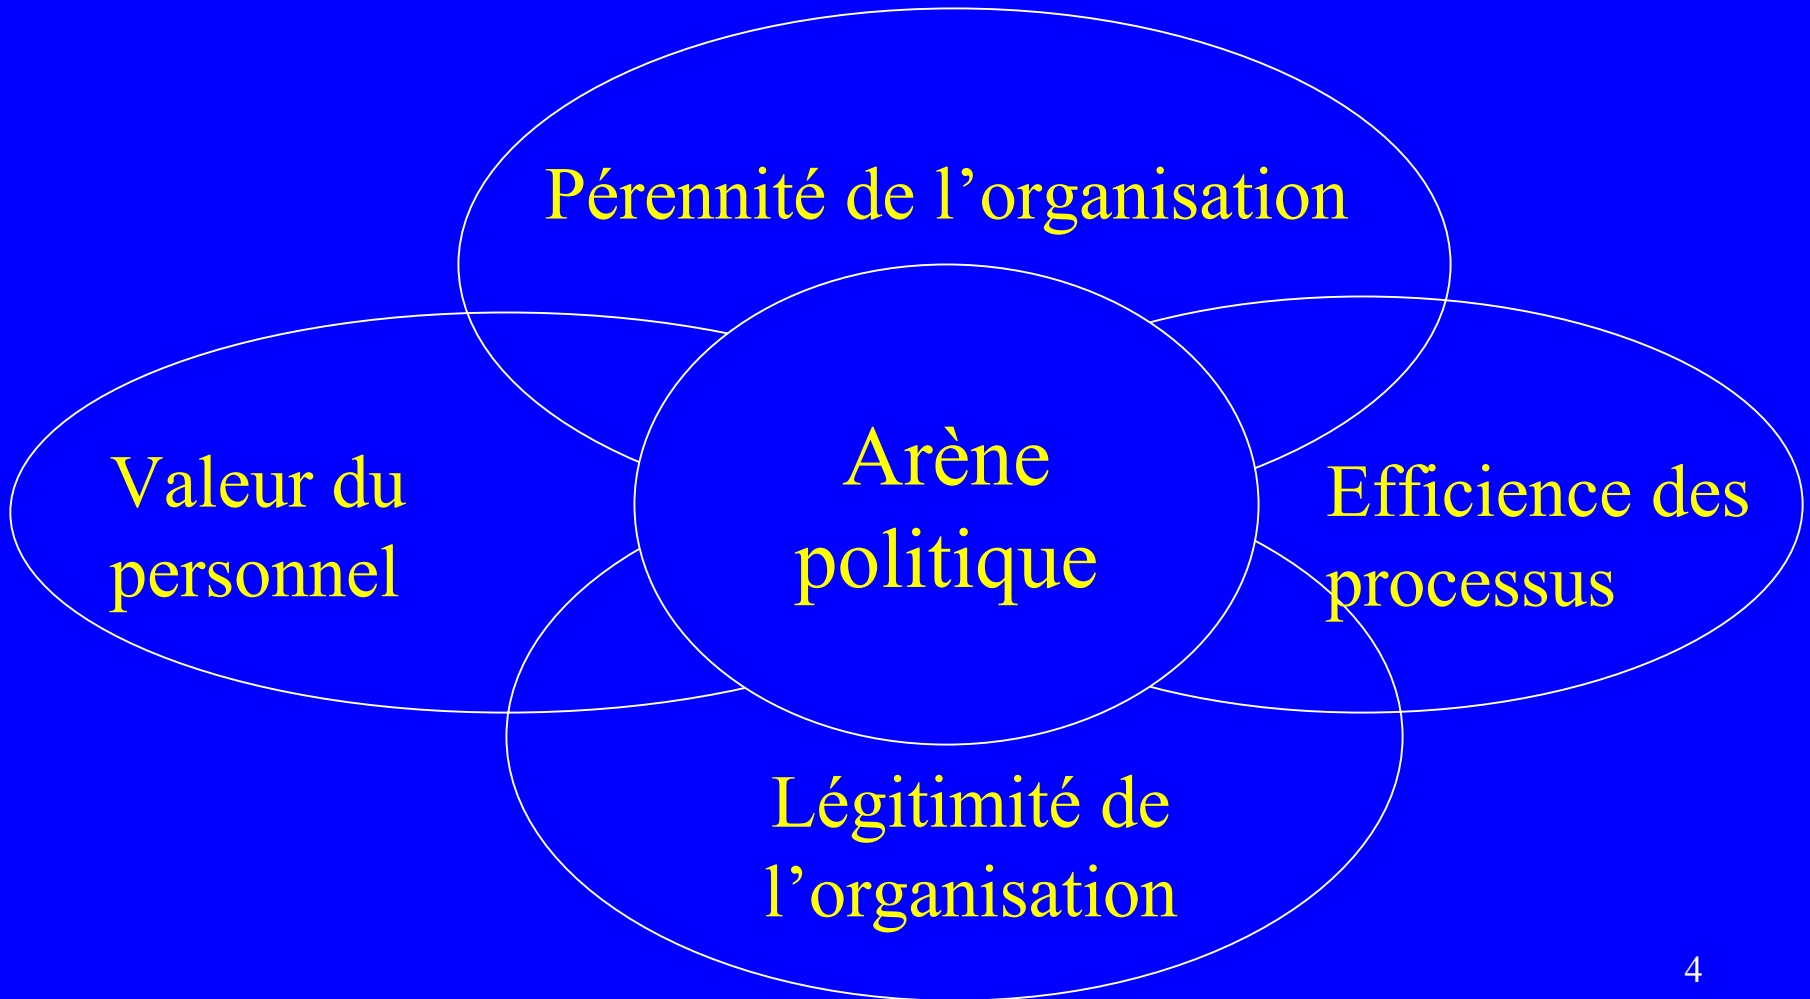 Pérennité de l’organisation
Valeur du
personnel
Arène
politique
Efficience des
processus
Légitimité de
l’organisation
4